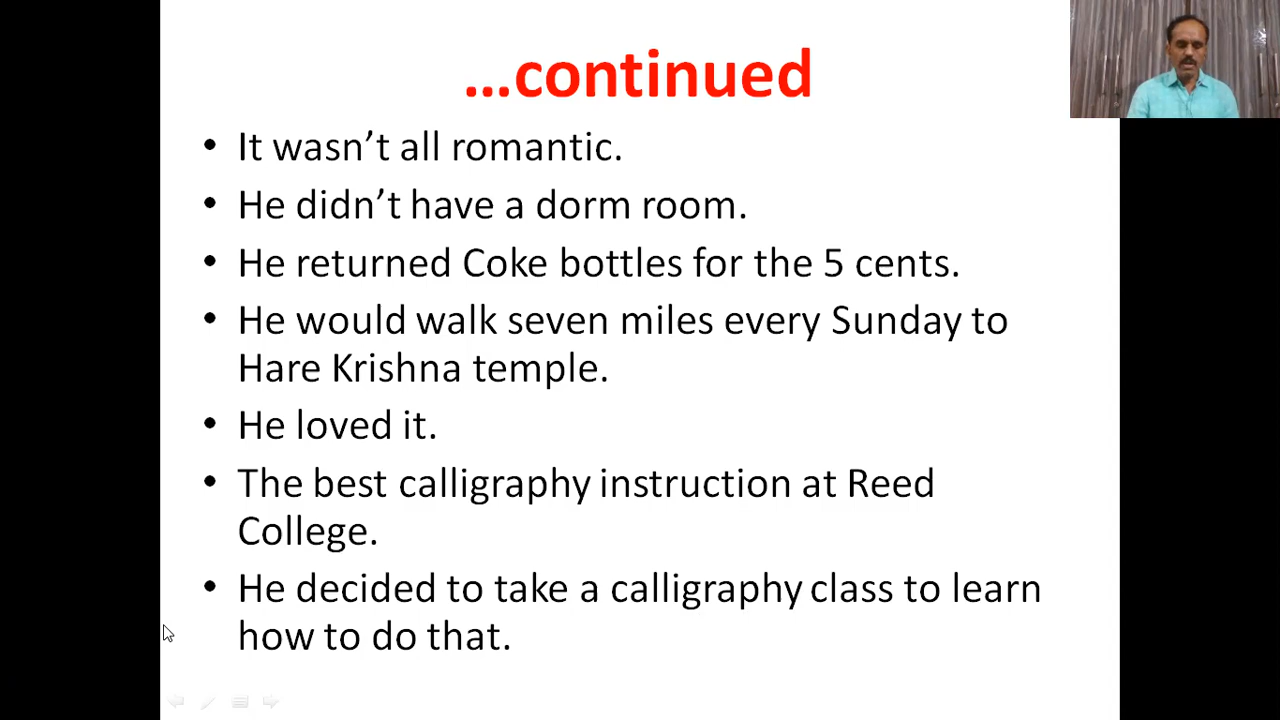 ...continued
• It wasn’t all romantic.
• He didn’t have a dorm room.
• He returned Coke bottles for the 5 cents.
• He would walk seven miles every Sunday to
Hare Krishna temple.
• He loved it.
• The best calligraphy instruction at Reed
College.
• He decided to take a calligraphy class to learn
how to do that.